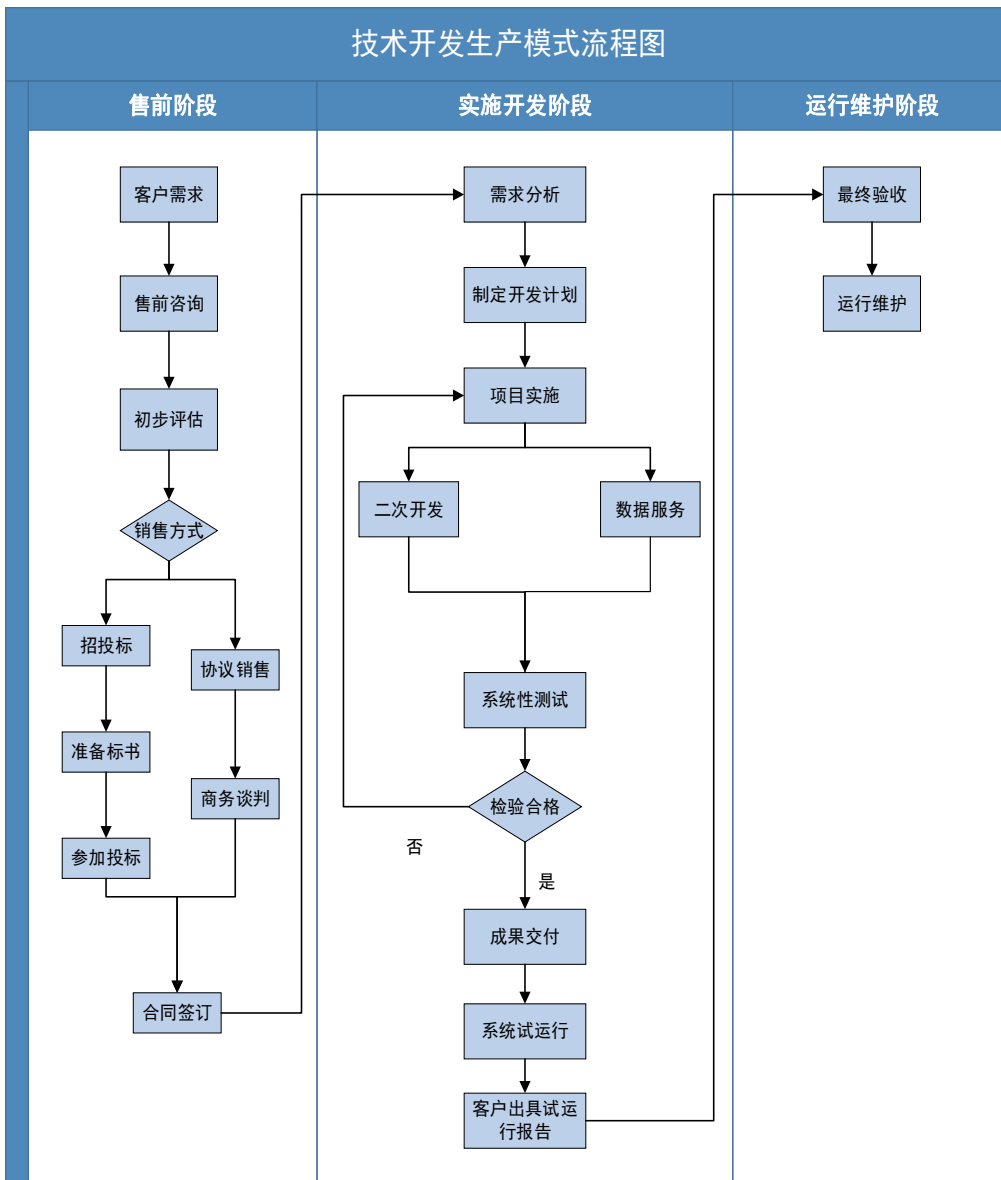 技术开发生产模式流程图
售前阶段
实施开发阶段
运行维护阶段
客户需求
售前咨询
初步评估
销售方式
招投标
协议销售
准备标书
商务谈判
参加投标
合同签订
需求分析
制定开发计划
项目实施
二次开发
数据服务
系统性测试
检验合格
否
是
成果交付
系统试运行
客户出具试运
行报告
最终验收
运行维护